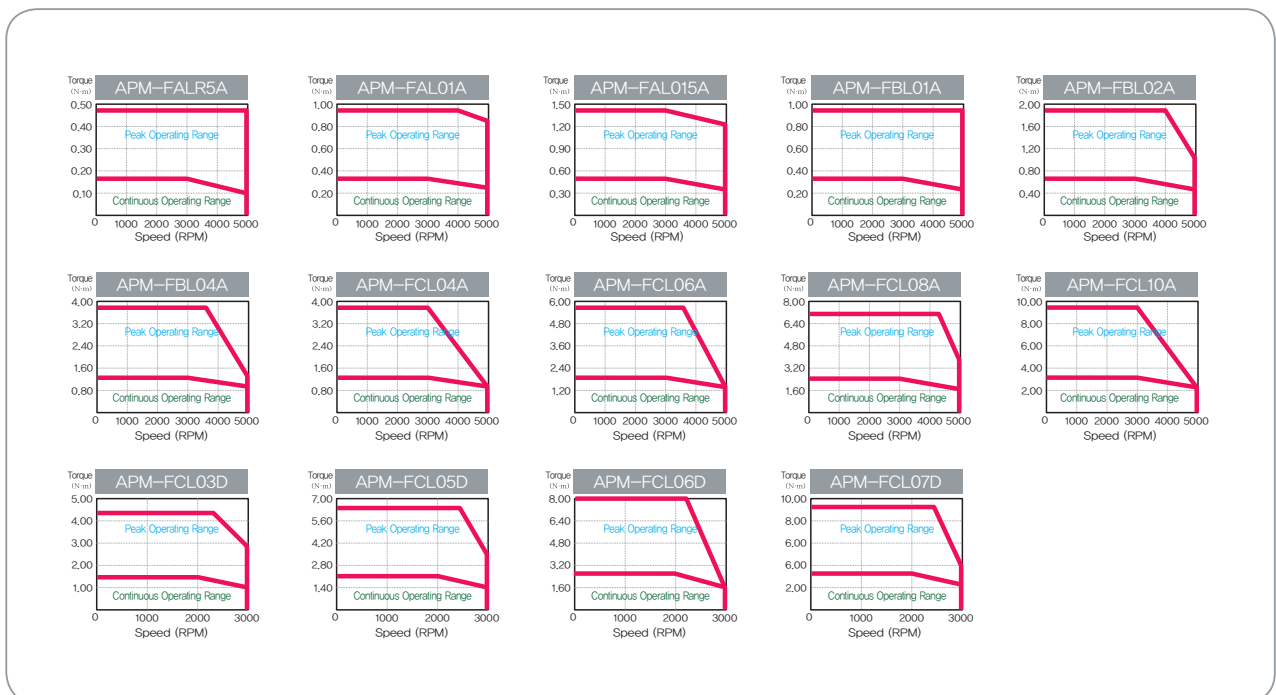 Torque
(N·m)
APM-FALR5A
0.50
0.40
Peak Operating Range
0.30
0.20
0.10
Continuous Operating Range
0 1000 2000 3000 4000 5000
Speed (RPM)
Torque
(N·m)
APM-FAL01A
1.00
0.80
Peak Operating Range
0.60
0.40
0.20
Continuous Operating Range
0 1000 2000 3000 4000 5000
Speed (RPM)
Torque
(N·m)
APM-FAL015A
1.50
1.20
Peak Operating Range
0.90
0.60
0.30
Continuous Operating Range
0 1000 2000 3000 4000 5000
Speed (RPM)
Torque
(N·m)
APM-FBL01A
1.00
0.80
Peak Operating Range
0.60
0.40
0.20
Continuous Operating Range
0 1000 2000 3000 4000 5000
Speed (RPM)
Torque
(N·m)
APM-FBL02A
2.00
1.60
Peak Operating Range
1.20
0.80
0.40
Continuous Operating Range
0 1000 2000 3000 4000 5000
Speed (RPM)
Torque
(N·m)
APM-FBL04A
4.00
3.20
Peak Operating Range
2.40
1.60
0.80
Continuous Operating Range
0 1000 2000 3000 4000 5000
Speed (RPM)
Torque
(N·m)
APM-FCL04A
4.00
3.20
Peak Operating Range
2.40
1.60
0.80
Continuous Operating Range
0 1000 2000 3000 4000 5000
Speed (RPM)
Torque
(N·m)
APM-FCL06A
6.00
4.80
Peak Operating Range
3.60
2.40
1.20
Continuous Operating Range
0 1000 2000 3000 4000 5000
Speed (RPM)
Torque
(N·m)
APM-FCL08A
8.00
6.40
Peak Operating Range
4.80
3.20
1.60
Continuous Operating Range
0 1000 2000 3000 4000 5000
Speed (RPM)
Torque
(N·m)
APM-FCL10A
10.00
8.00
Peak Operating Range
6.00
4.00
2.00
Continuous Operating Range
0 1000 2000 3000 4000 5000
Speed (RPM)
Torque
(N·m)
APM-FCL03D
5.00
4.00
Peak Operating Range
3.00
2.00
1.00
Continuous Operating Range
0 1000 2000 3000
Speed (RPM)
Torque
(N·m)
APM-FCL05D
7.00
5.60
Peak Operating Range
4.20
2.80
1.40
Continuous Operating Range
0 1000 2000 3000
Speed (RPM)
Torque
(N·m)
APM-FCL06D
8.00
6.40
Peak Operating Range
4.80
3.20
1.60
Continuous Operating Range
0 1000 2000 3000
Speed (RPM)
Torque
(N·m)
APM-FCL07D
10.00
8.00
Peak Operating Range
6.00
6.00
2.00
Continuous Operating Range
0 1000 2000 3000
Speed (RPM)